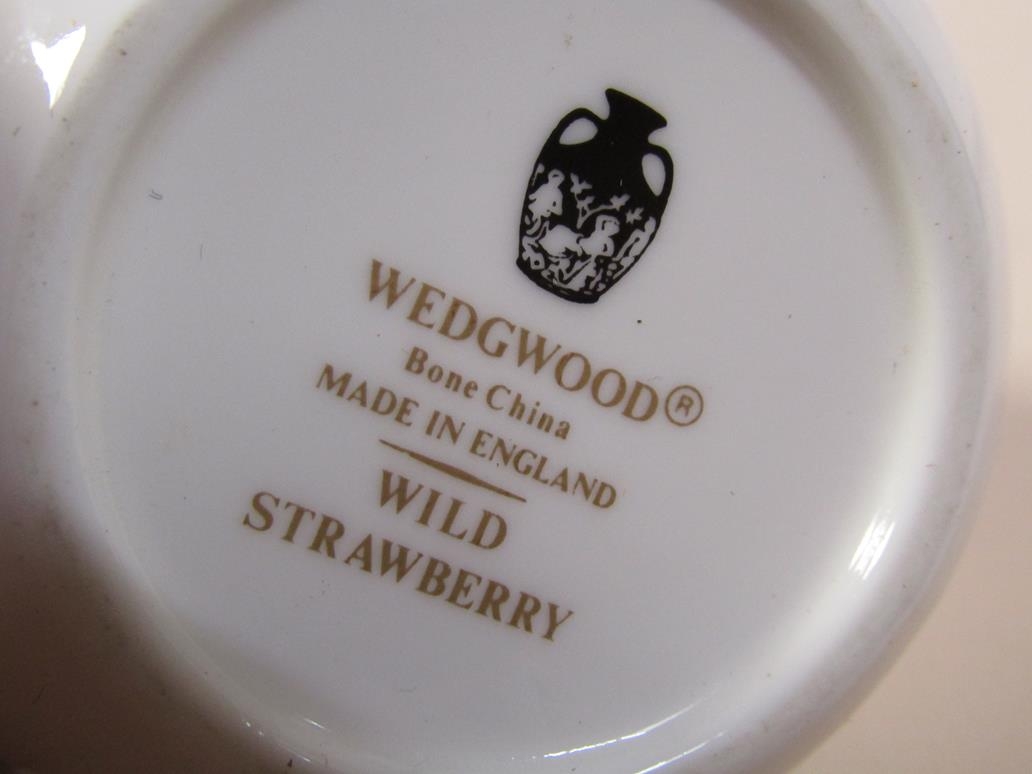 WEDGWOOD®
Bone China
MADE IN ENGLAND
WILD
STRAWBERRY